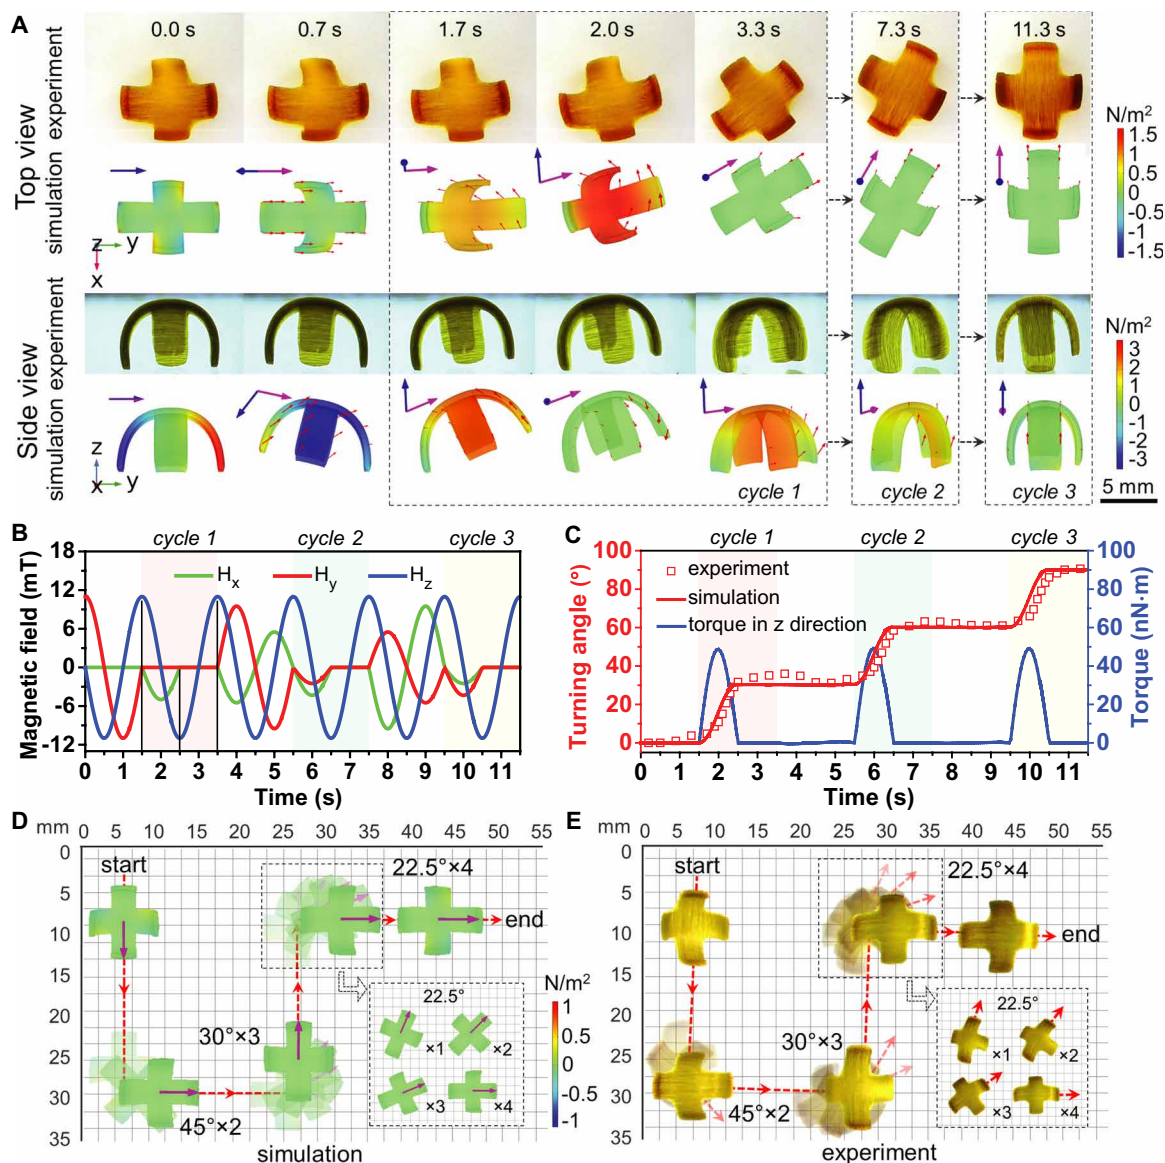 A
0.0 s
0.7 s
1.7 s
2.0 s
3.3 s
7.3 s
11.3 s
Top view
experiment
simulation
z
y
x
N/m²
1.5
1
0.5
0
-0.5
-1
-1.5
Side view
experiment
simulation
z
x
y
N/m²
3
2
1
0
-1
-2
-3
cycle 1
cycle 2
cycle 3
5 mm
B
cycle 1
cycle 2
cycle 3
Hx
Hy
Hz
Magnetic field (mT)
18
12
6
0
-6
-12
0 1 2 3 4 5 6 7 8 9 10 11
Time (s)
C
cycle 1
cycle 2
cycle 3
experiment
simulation
torque in z direction
Turning angle (°)
100
80
60
40
20
0
Torque (nN·m)
100
80
60
40
20
0
0 1 2 3 4 5 6 7 8 9 10 11
Time (s)
D
mm 0 5 10 15 20 25 30 35 40 45 50 55
0
5
10
15
20
25
30
35
start
22.5°×4
end
30°×3
45°×2
22.5°
×1
×2
×3
×4
N/m²
1
0.5
0
-0.5
-1
simulation
E
mm 0 5 10 15 20 25 30 35 40 45 50 55
0
5
10
15
20
25
30
35
start
22.5°×4
end
30°×3
45°×2
22.5°
×1
×2
×3
×4
experiment